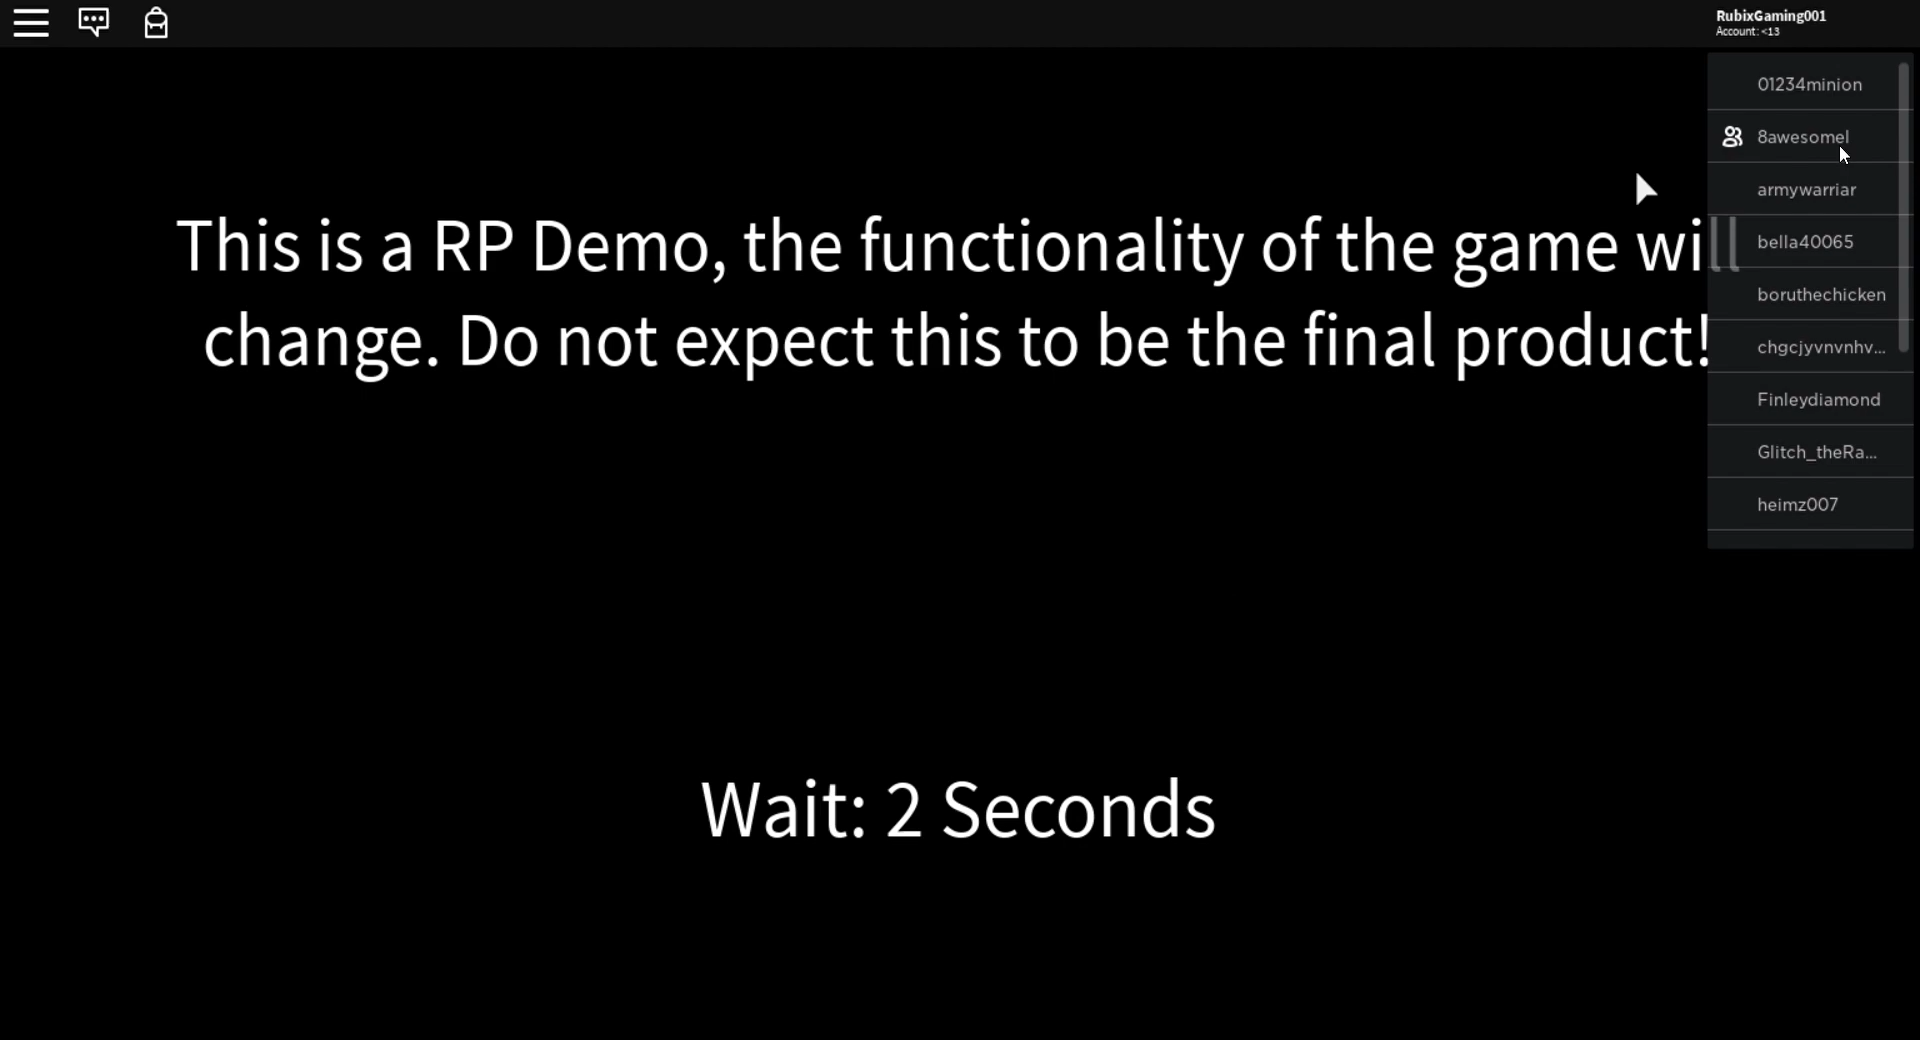 RubixGaming001
Account: <13
01234minion
8awesomel
armywarriar
This is a RP Demo, the functionality of the game will
bella40065
boruthechicken
change. Do not expect this to be the final product!
chgcjyvnvnhv...
Finleydiamond
Glitch_theRa...
heimz007
Wait: 2 Seconds